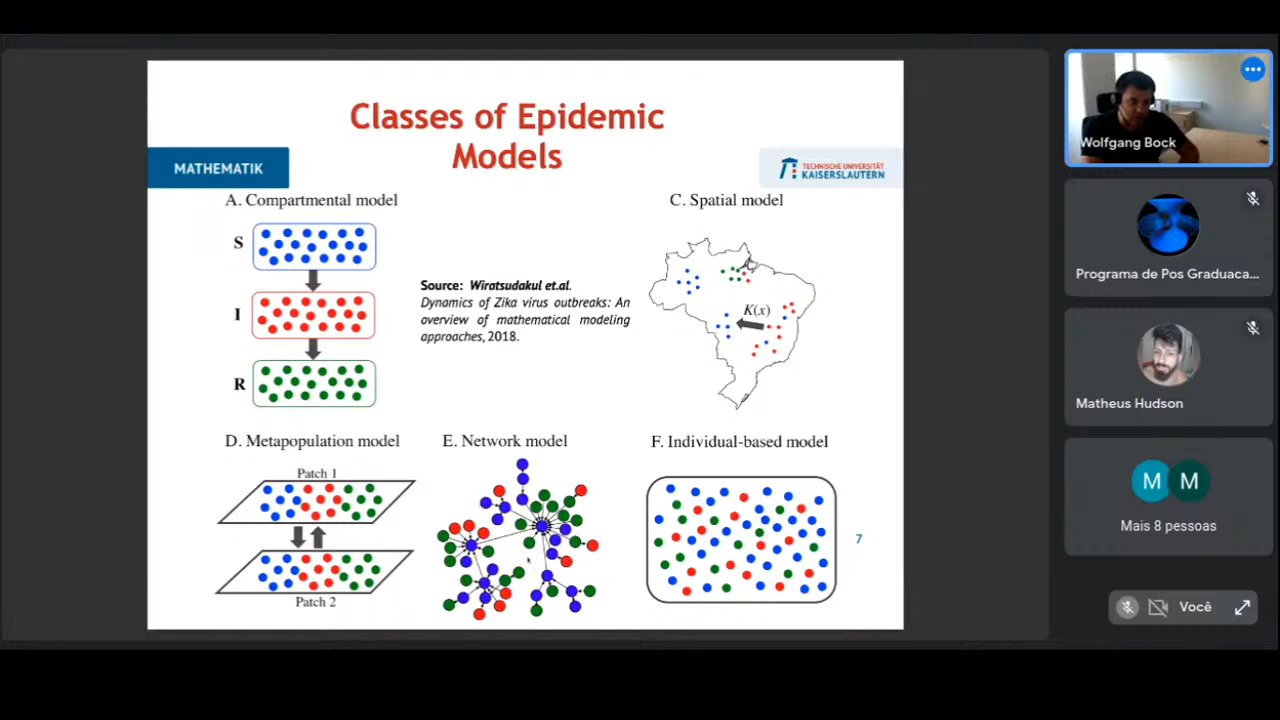 Classes of Epidemic
Models
MATHEMATIK
TECHNISCHE UNIVERSITÄT
KAISERSLAUTERN
A. Compartmental model
S
I
R
Source: Wiratsudakul et.al.
Dynamics of Zika virus outbreaks: An
overview of mathematical modeling
approaches, 2018.
C. Spatial model
K(x)
D. Metapopulation model
Patch 1
Patch 2
E. Network model
F. Individual-based model
7
Wolfgang Bock
Programa de Pos Graduaca...
Matheus Hudson
M M
Mais 8 pessoas
Você